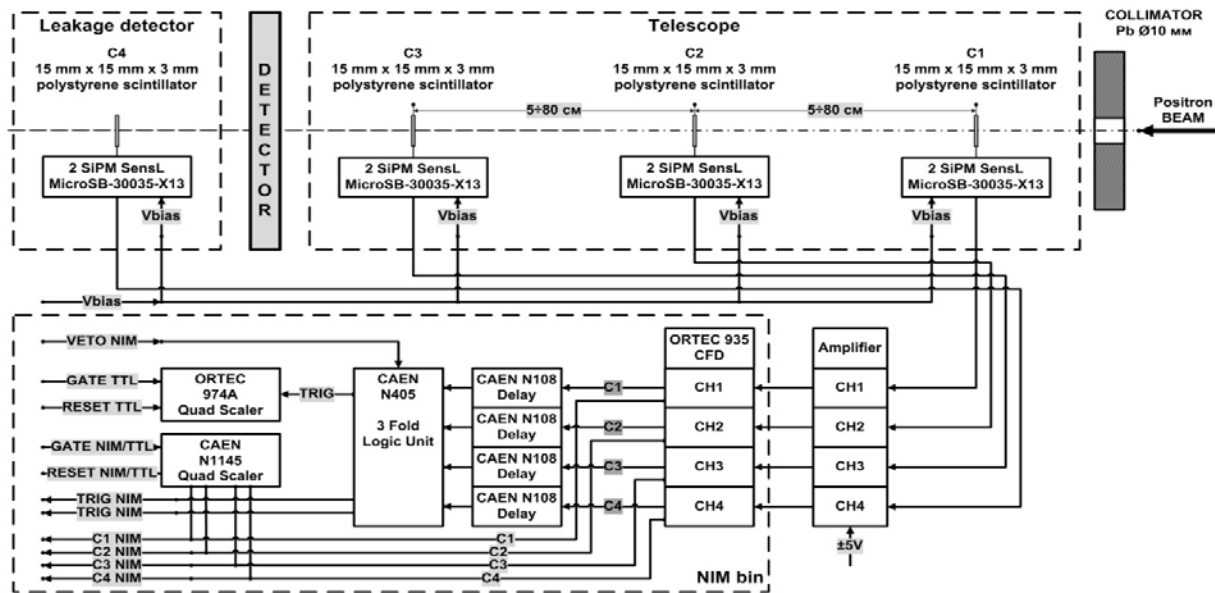 Leakage detector
C4
15 mm x 15 mm x 3 mm
polystyrene scintillator
DETECTOR
Telescope
C3
15 mm x 15 mm x 3 mm
polystyrene scintillator
C2
15 mm x 15 mm x 3 mm
polystyrene scintillator
C1
15 mm x 15 mm x 3 mm
polystyrene scintillator
COLLIMATOR
Pb Ø10 мм
5÷80 см
5÷80 см
Positron
BEAM
2 SiPM SensL
MicroSB-30035-X13
2 SiPM SensL
MicroSB-30035-X13
2 SiPM SensL
MicroSB-30035-X13
2 SiPM SensL
MicroSB-30035-X13
Vbias
Vbias
Vbias
Vbias
Vbias
VETO NIM
GATE TTL
RESET TTL
GATE NIM/TTL
RESET NIM/TTL
TRIG NIM
TRIG NIM
C1 NIM
C2 NIM
C3 NIM
C4 NIM
ORTEC
974A
Quad Scaler
CAEN
N1145
Quad Scaler
TRIG
CAEN
N405
3 Fold
Logic Unit
CAEN N108
Delay
CAEN N108
Delay
CAEN N108
Delay
CAEN N108
Delay
C1
C2
C3
C4
C1
C2
C3
C4
ORTEC 935
CFD
CH1
CH2
CH3
CH4
NIM bin
Amplifier
CH1
CH2
CH3
CH4
±5V